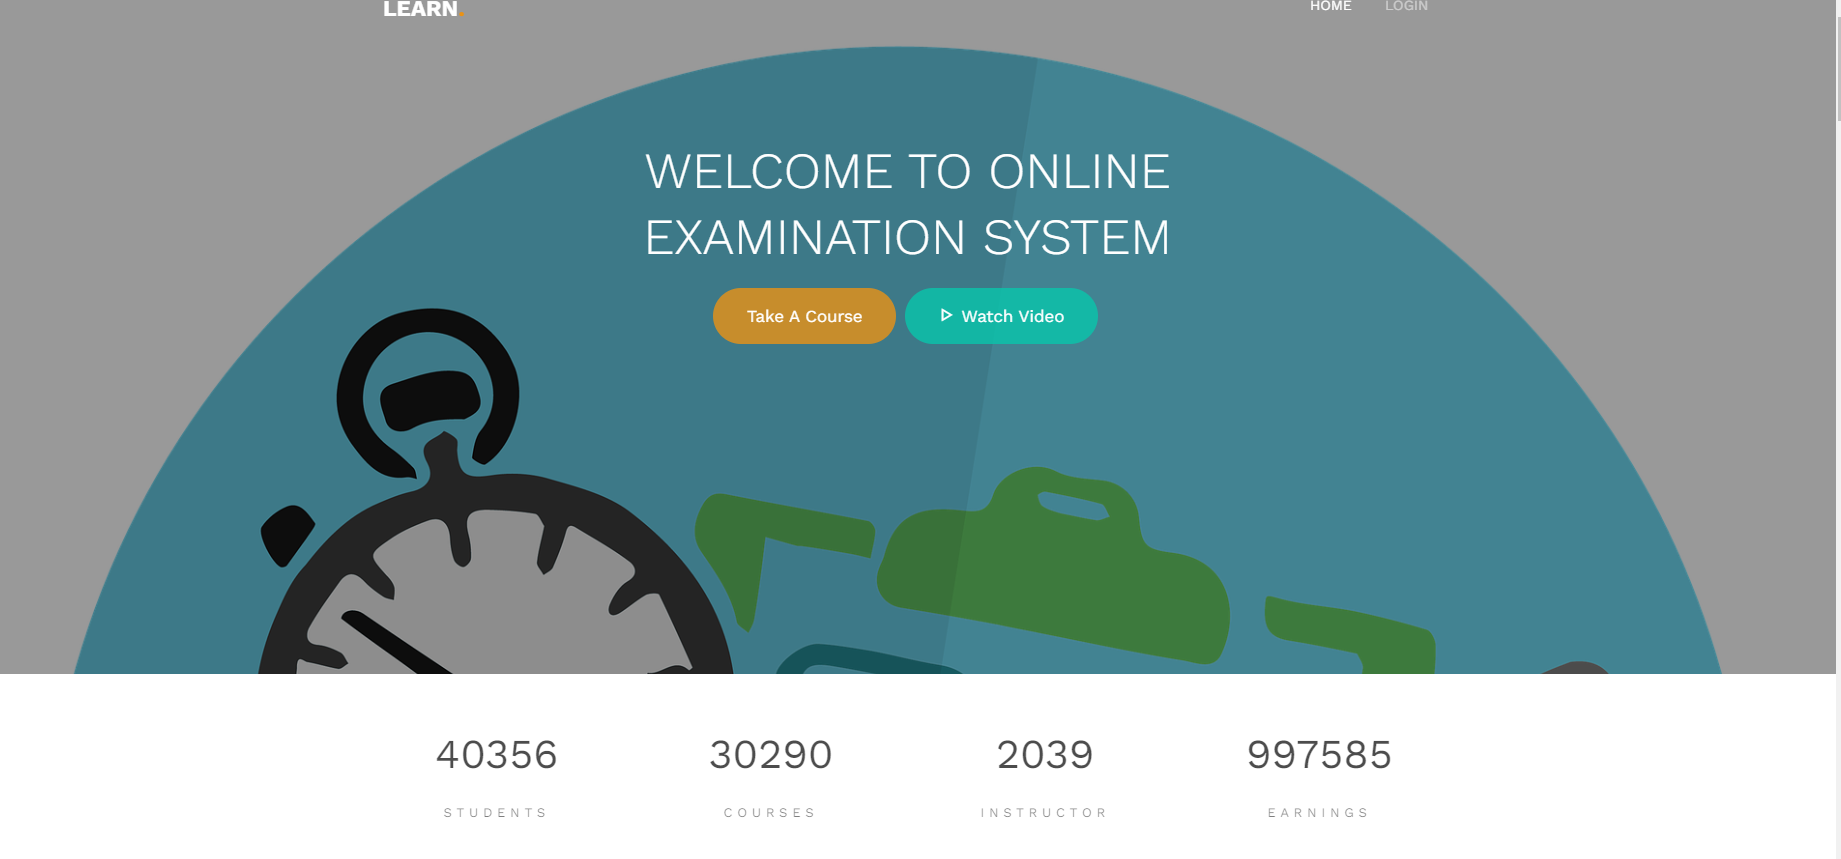 LEARN.
HOME LOGIN
WELCOME TO ONLINE
EXAMINATION SYSTEM
Take A Course
Watch Video
40356 30290 2039 997585
STUDENTS COURSES INSTRUCTOR EARNINGS